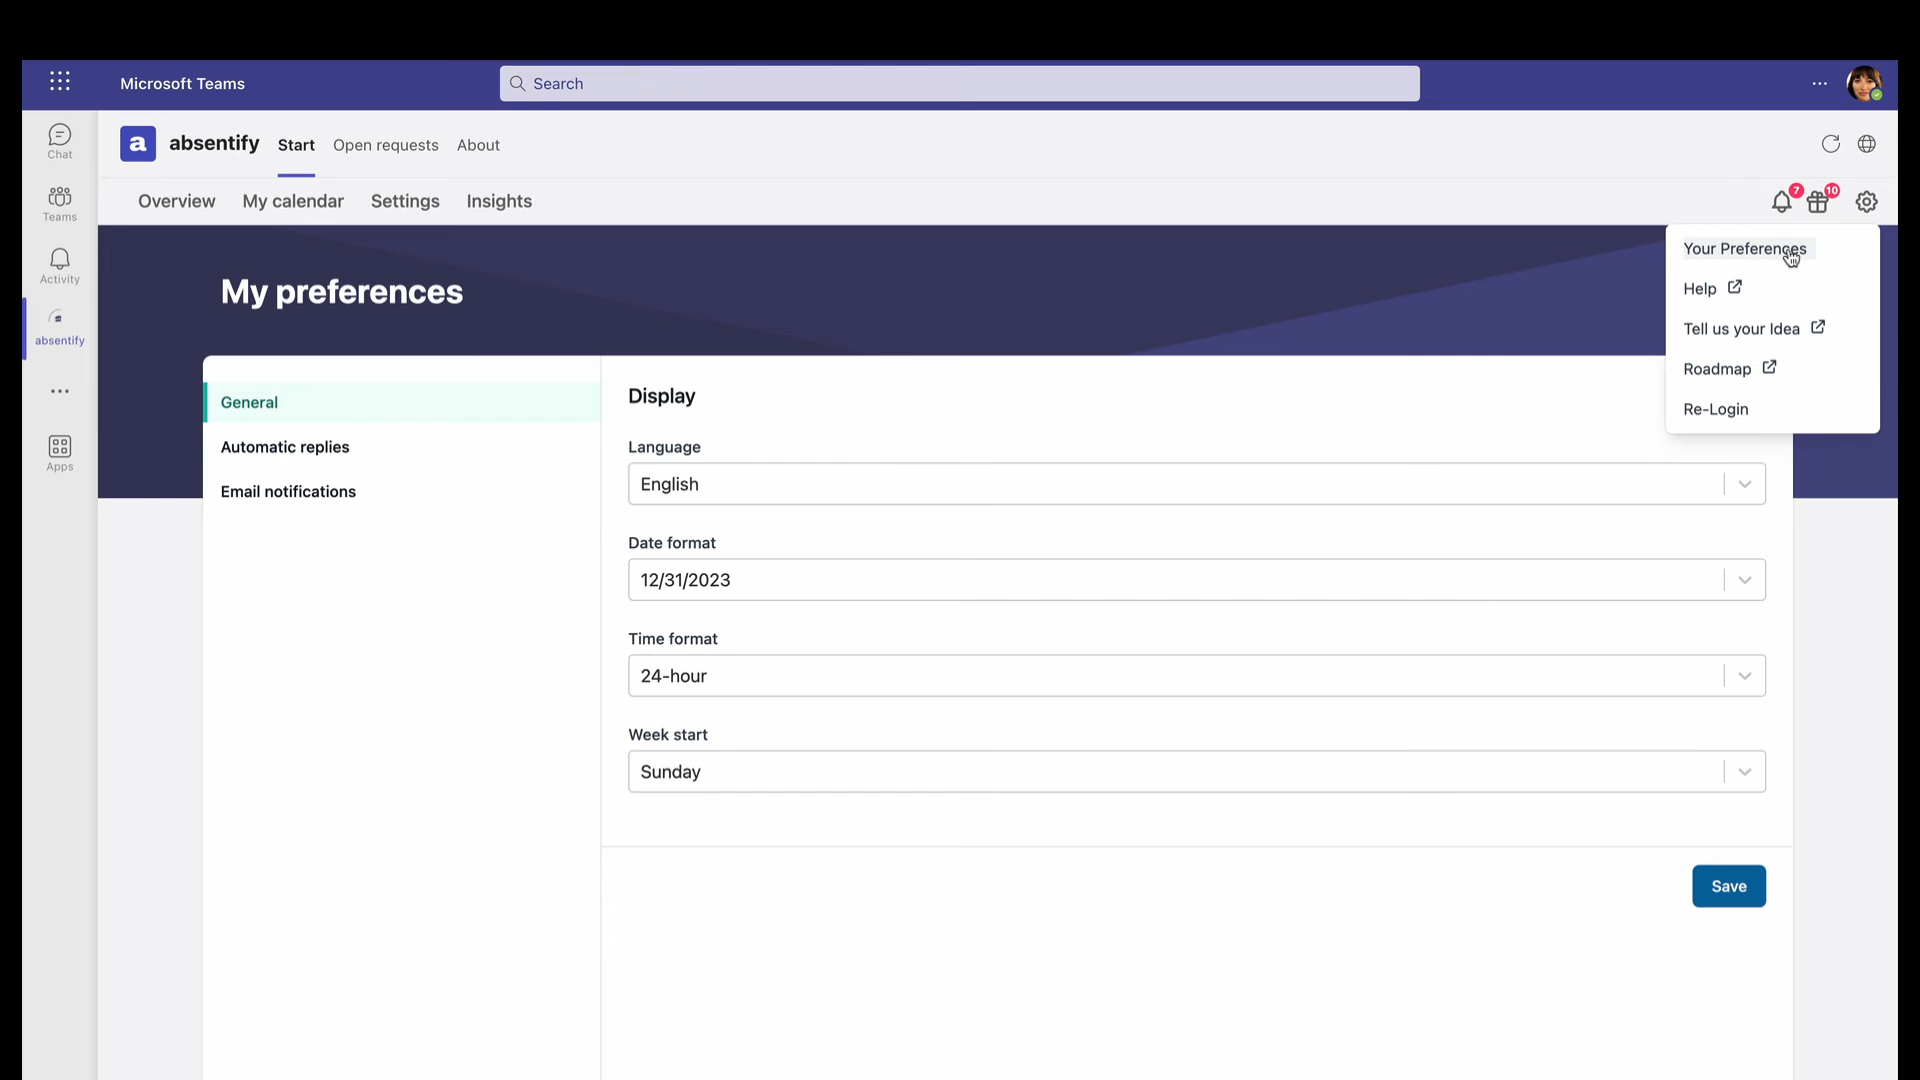 Microsoft Teams
Search
Chat
Teams
Activity
absentify
Apps
a absentify Start Open requests About
Overview My calendar Settings Insights
7 10
Your Preferences
Help
Tell us your Idea
Roadmap
Re-Login
My preferences
General
Automatic replies
Email notifications
Display
Language
English
Date format
12/31/2023
Time format
24-hour
Week start
Sunday
Save